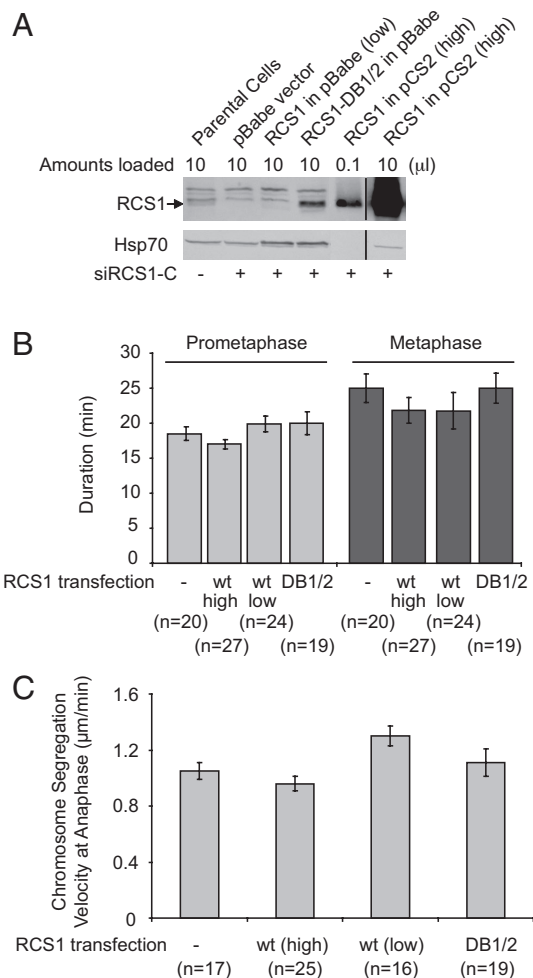 A
Parental Cells
pBabe vector
RCS1 in pBabe (low)
RCS1-DB1/2 in pBabe
RCS1 in pCS2 (high)
RCS1 in pCS2 (high)
Amounts loaded 10 10 10 10 0.1 10 (μl)
RCS1
Hsp70
siRCS1-C - + + + + +
B
Prometaphase Metaphase
Duration (min)
30
25
20
15
10
5
0
RCS1 transfection - wt high wt low DB1/2 - wt high wt low DB1/2
(n=20) (n=24) (n=20) (n=24)
(n=27) (n=19) (n=27) (n=19)
C
Chromosome Segregation
Velocity at Anaphase (μm/min)
1.6
1.2
0.8
0.4
0
RCS1 transfection - wt (high) wt (low) DB1/2
(n=17) (n=25) (n=16) (n=19)